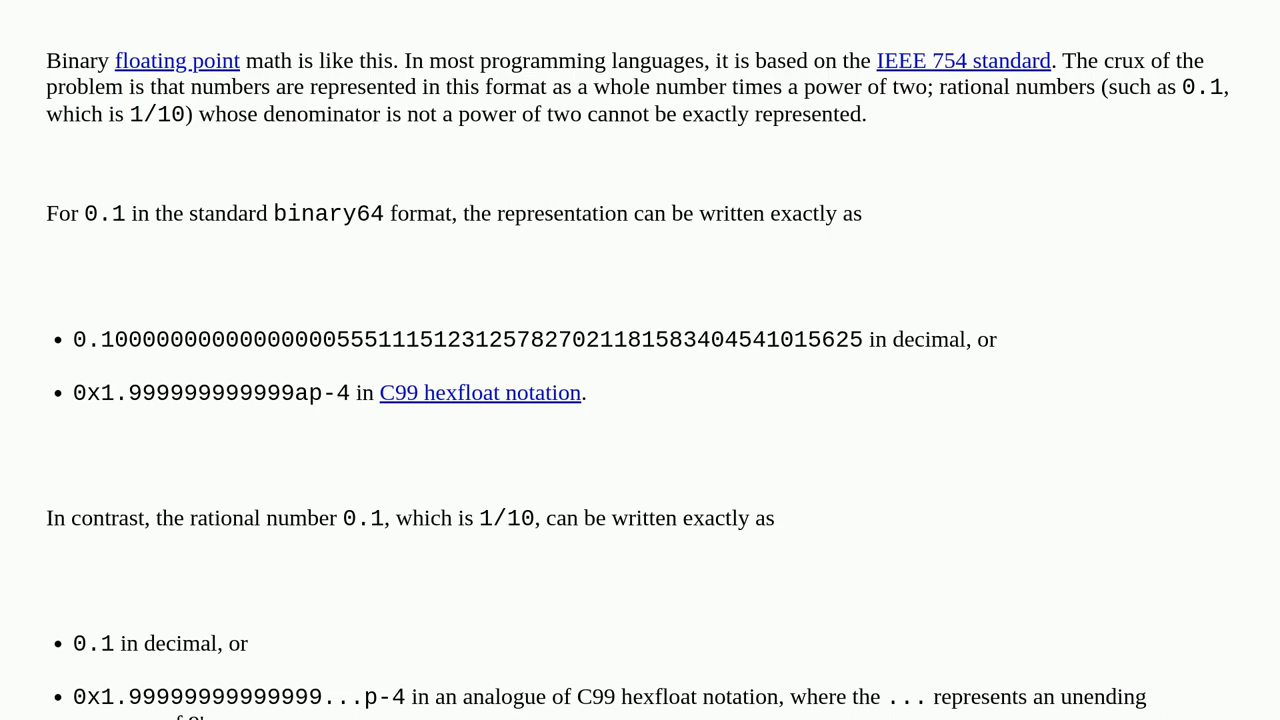 Binary floating point math is like this. In most programming languages, it is based on the IEEE 754 standard. The crux of the
problem is that numbers are represented in this format as a whole number times a power of two; rational numbers (such as 0.1,
which is 1/10) whose denominator is not a power of two cannot be exactly represented.
For 0.1 in the standard binary64 format, the representation can be written exactly as
• 0.1000000000000000055511151231257827021181583404541015625 in decimal, or
• 0x1.999999999999ap-4 in C99 hexfloat notation.
In contrast, the rational number 0.1, which is 1/10, can be written exactly as
• 0.1 in decimal, or
• 0x1.99999999999999...p-4 in an analogue of C99 hexfloat notation, where the ... represents an unending